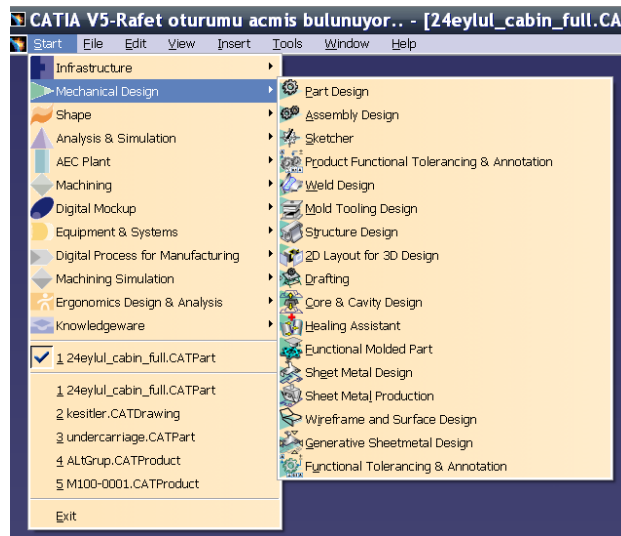 CATIA V5-Rafet oturumu acmis bulunuyor.. - [24eylul_cabin_full.CA
Start File Edit View Insert Tools Window Help
Infrastructure
Mechanical Design
Shape
Analysis & Simulation
AEC Plant
Machining
Digital Mockup
Equipment & Systems
Digital Process for Manufacturing
Machining Simulation
Ergonomics Design & Analysis
Knowledgeware
1 24eylul_cabin_full.CATPart
1 24eylul_cabin_full.CATPart
2 kesitler.CATDrawing
3 undercarriage.CATPart
4 ALtGrup.CATProduct
5 M100-0001.CATProduct
Exit
Part Design
Assembly Design
Sketcher
Product Functional Tolerancing & Annotation
Weld Design
Mold Tooling Design
Structure Design
2D Layout for 3D Design
Drafting
Core & Cavity Design
Healing Assistant
Functional Molded Part
Sheet Metal Design
Sheet Metal Production
Wireframe and Surface Design
Generative Sheetmetal Design
Functional Tolerancing & Annotation